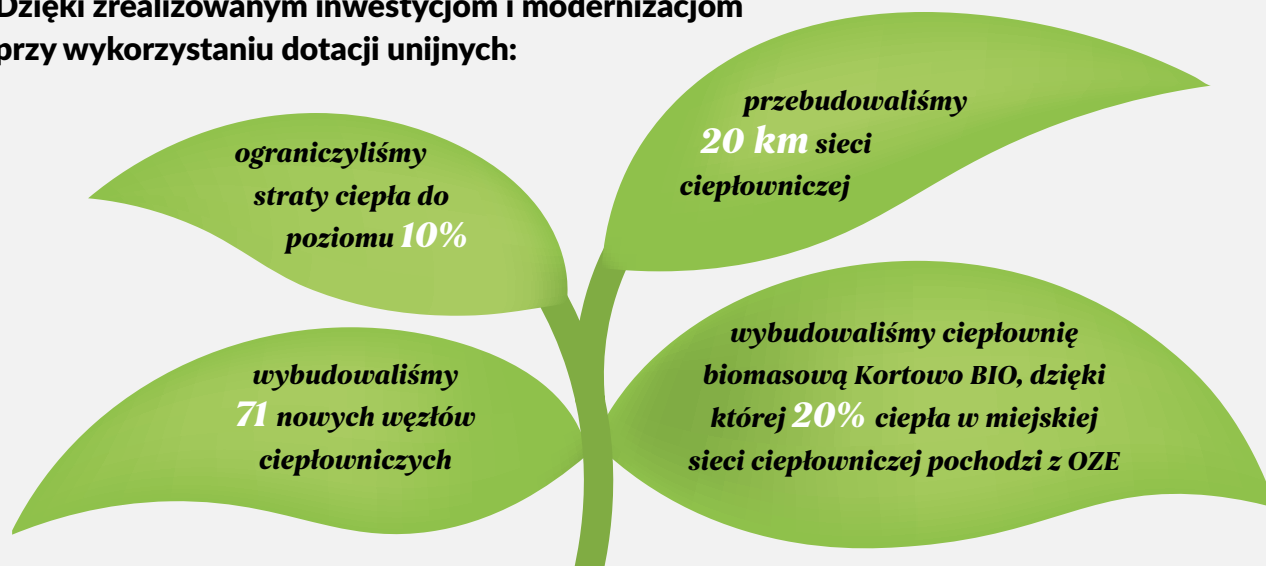 Dzięki zrealizowanym inwestycjom i modernizacjom
przy wykorzystaniu dotacji unijnych:
ograniczyliśmy
straty ciepła do
poziomu 10%
przebudowaliśmy
20 km sieci
ciepłowniczej
wybudowaliśmy
71 nowych węzłów
ciepłowniczych
wybudowaliśmy ciepłownię
biomasową Kortowo BIO, dzięki
której 20% ciepła w miejskiej
sieci ciepłowniczej pochodzi z OZE